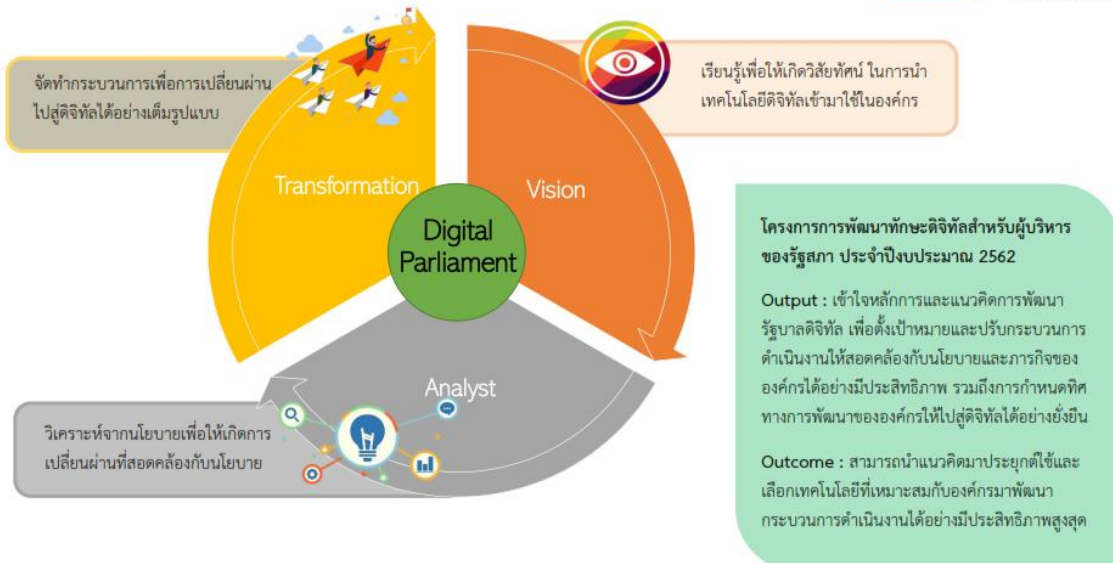 จัดทำกระบวนการเพื่อการเปลี่ยนผ่าน
ไปสู่ดิจิทัลได้อย่างเต็มรูปแบบ
เรียนรู้เพื่อให้เกิดวิสัยทัศน์ ในการนำ
เทคโนโลยีดิจิทัลเข้ามาใช้ในองค์กร
Transformation
Vision
Digital
Parliament
Analyst
วิเคราะห์จากนโยบายเพื่อให้เกิดการ
เปลี่ยนผ่านที่สอดคล้องกับนโยบาย
โครงการการพัฒนาทักษะดิจิทัลสำหรับผู้บริหาร
ของรัฐสภา ประจำปีงบประมาณ 2562
Output : เข้าใจหลักการและแนวคิดการพัฒนา
รัฐบาลดิจิทัล เพื่อตั้งเป้าหมายและปรับกระบวนการ
ดำเนินงานให้สอดคล้องกับนโยบายและภารกิจของ
องค์กรได้อย่างมีประสิทธิภาพ รวมถึงการกำหนดทิศ
ทางการพัฒนาขององค์กรให้ไปสู่ดิจิทัลได้อย่างยั่งยืน
Outcome : สามารถนำแนวคิดมาประยุกต์ใช้และ
เลือกเทคโนโลยีที่เหมาะสมกับองค์กรมาพัฒนา
กระบวนการดำเนินงานได้อย่างมีประสิทธิภาพสูงสุด